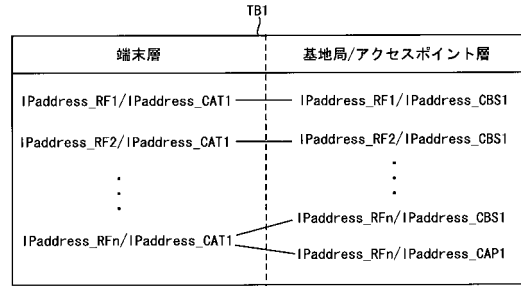 TB1
端末層 基地局/アクセスポイント層
IPaddress_RF1/IPaddress_CAT1 IPaddress_RF1/IPaddress_CBS1
IPaddress_RF2/IPaddress_CAT1 IPaddress_RF2/IPaddress_CBS1
IPaddress_RFn/IPaddress_CBS1
IPaddress_RFn/IPaddress_CAT1
IPaddress_RFn/IPaddress_CAP1